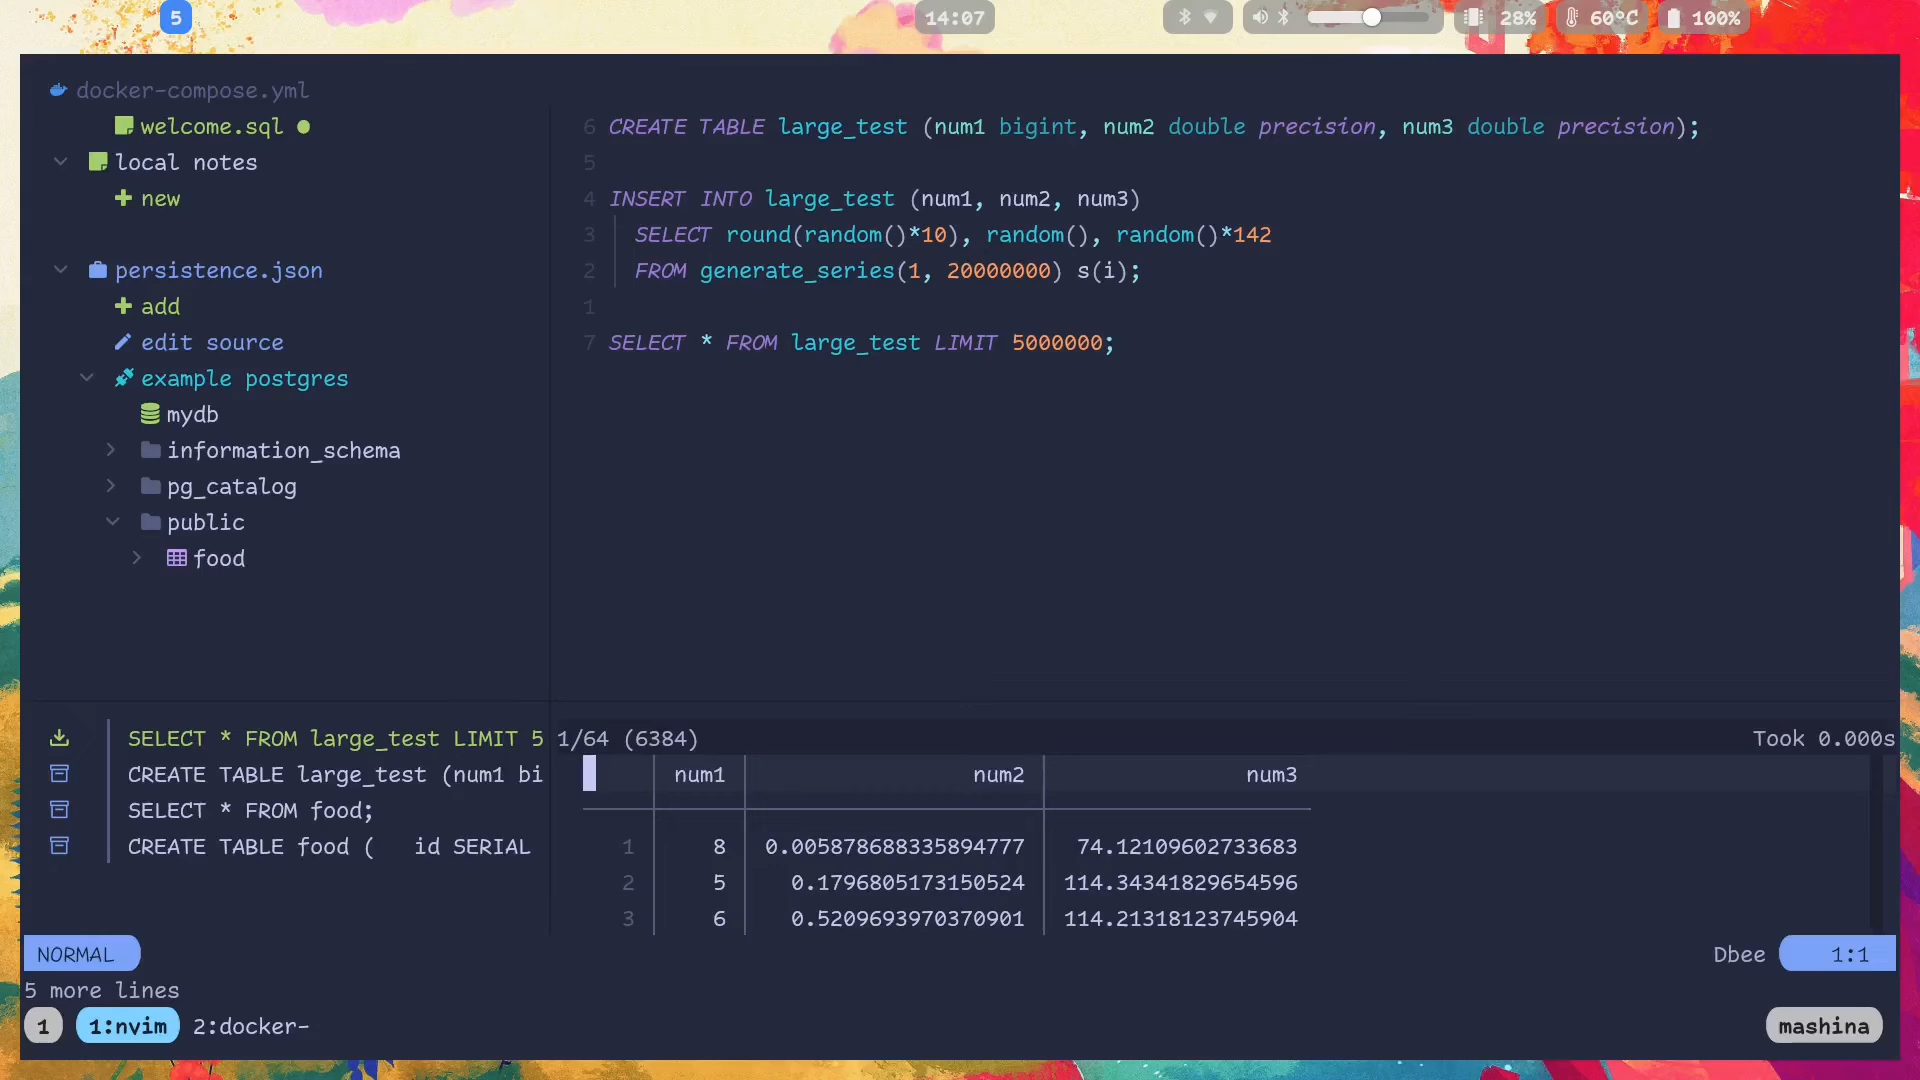 5
14:07
28%
60°C
100%
docker-compose.yml
welcome.sql
local notes
new
persistence.json
add
edit source
example postgres
mydb
information_schema
pg_catalog
public
food
6 CREATE TABLE large_test (num1 bigint, num2 double precision, num3 double precision);
5
4 INSERT INTO large_test (num1, num2, num3)
3 SELECT round(random()*10), random(), random()*142
2 FROM generate_series(1, 20000000) s(i);
1
7 SELECT * FROM large_test LIMIT 5000000;
SELECT * FROM large_test LIMIT 5
CREATE TABLE large_test (num1 bi
SELECT * FROM food;
CREATE TABLE food ( id SERIAL
1/64 (6384)
Took 0.000s
num1 num2 num3
1 8 0.005878688335894777 74.12109602733683
2 5 0.1796805173150524 114.34341829654596
3 6 0.5209693970370901 114.21318123745904
NORMAL
Dbee 1:1
5 more lines
1 1:nvim 2:docker-
mashina